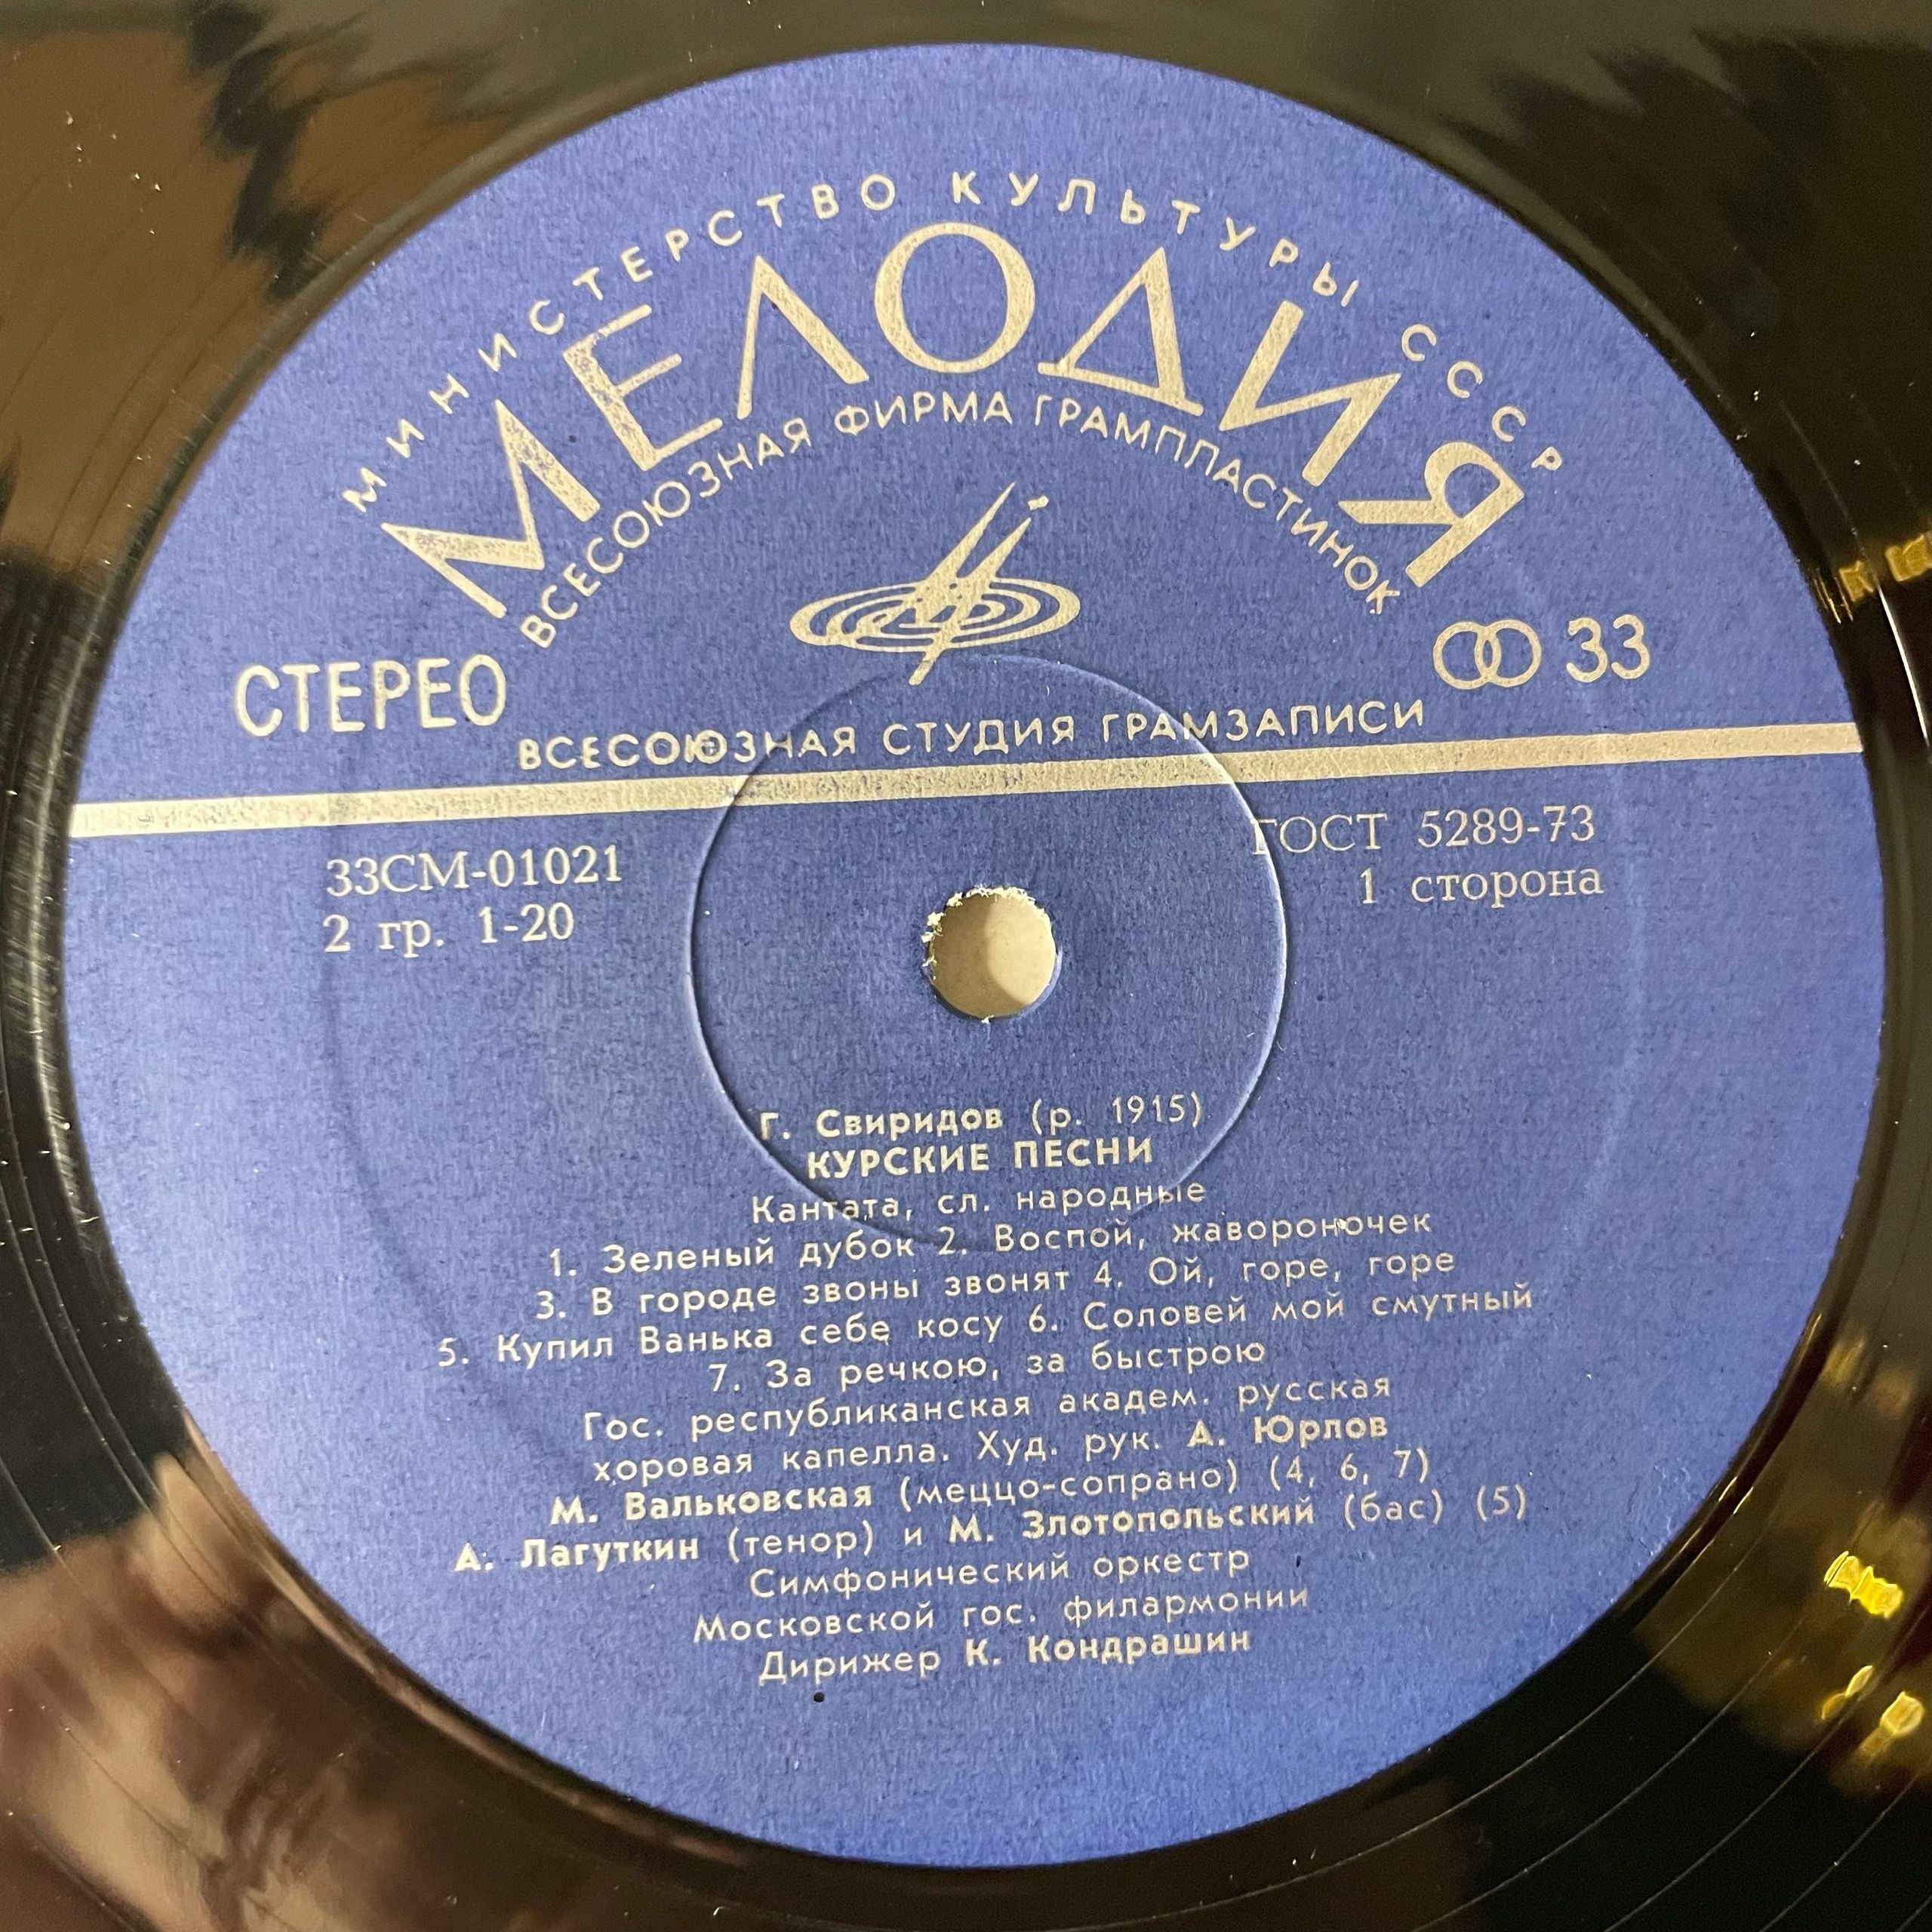 МИНИСТЕРСТВО КУЛЬТУРЫ СССР
МЕЛОДИЯ
ВСЕСОЮЗНАЯ ФИРМА ГРАМПЛАСТИНОК
СТЕРЕО
33
ВСЕСОЮЗНАЯ СТУДИЯ ГРАМЗАПИСИ
33СМ-01021
ГОСТ 5289-73
2 гр. 1-20
1 сторона
Г. Свиридов (р. 1915)
КУРСКИЕ ПЕСНИ
Кантата, сл. народные
1. Зеленый дубок 2. Воспой, жавороночек
3. В городе звоны звонят 4. Ой, горе, горе
5. Купил Ванька себе косу 6. Соловей мой смутный
7. За речкою, за быстрою
Гос. республиканская академ. русская
хоровая капелла. Худ. рук. А. Юрлов
М. Вальковская (меццо-сопрано) (4, 6, 7)
А. Лагуткин (тенор) и М. Злотопольский (бас) (5)
Симфонический оркестр
Московской гос. филармонии
Дирижер К. Кондрашин